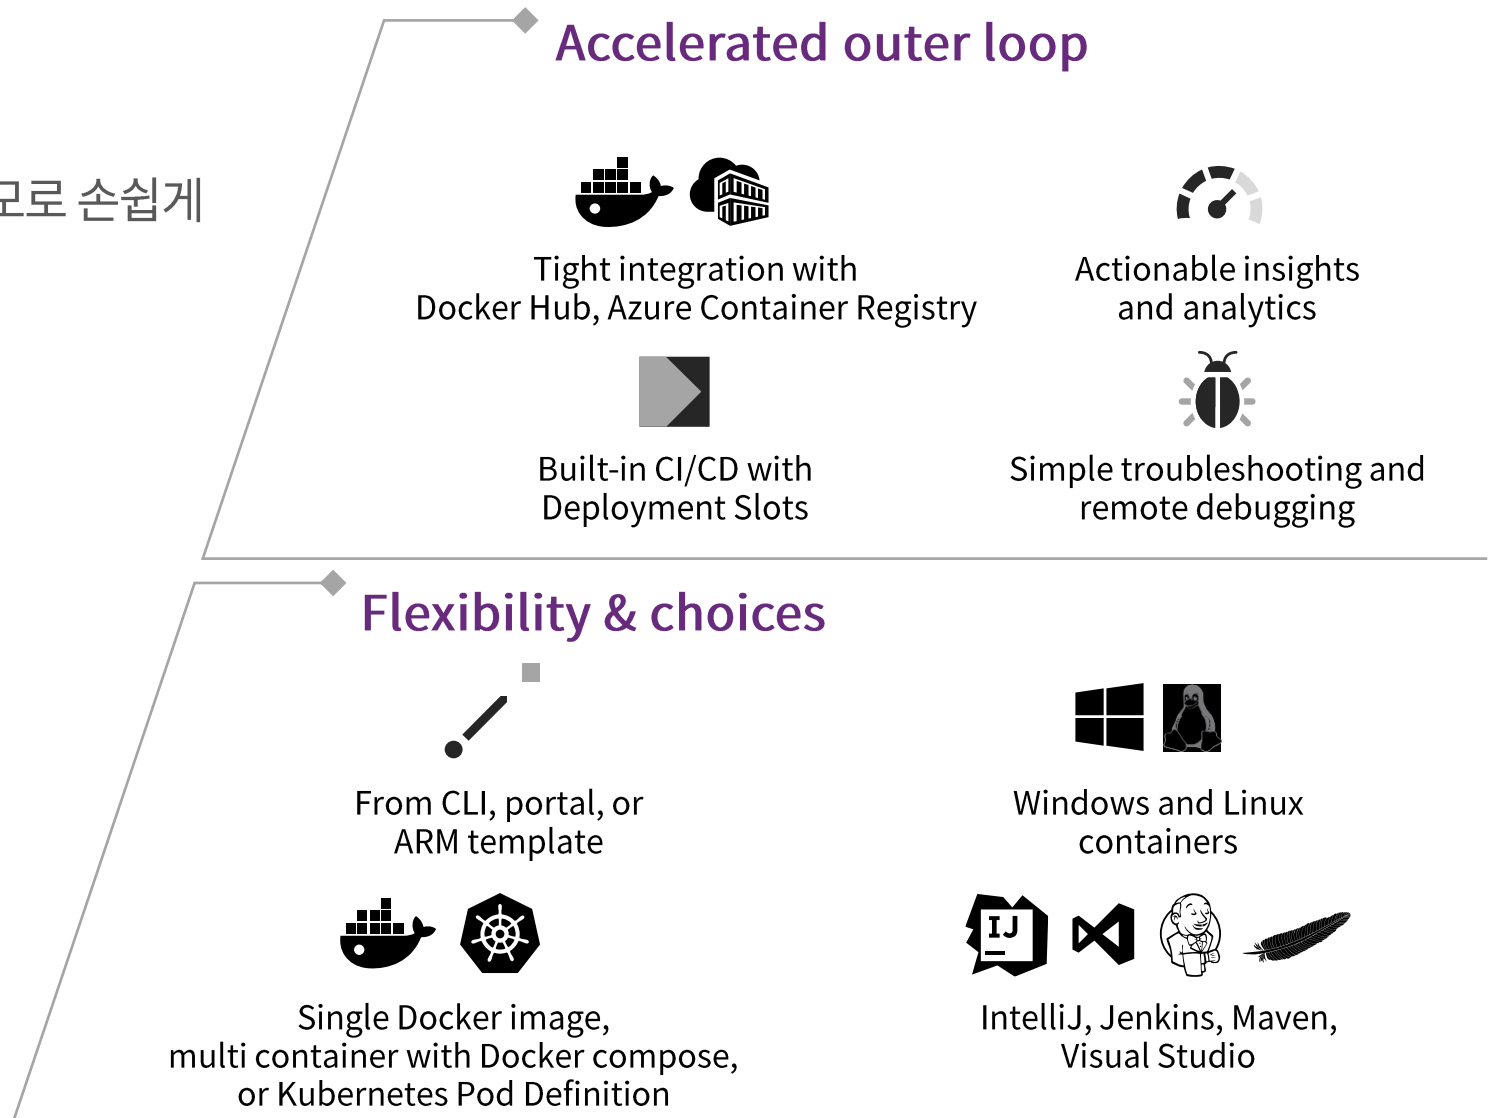 Accelerated outer loop
모로 손쉽게
Tight integration with
Docker Hub, Azure Container Registry
Actionable insights
and analytics
Built-in CI/CD with
Deployment Slots
Simple troubleshooting and
remote debugging
Flexibility & choices
From CLI, portal, or
ARM template
Windows and Linux
containers
IJ
Single Docker image,
multi container with Docker compose,
or Kubernetes Pod Definition
IntelliJ, Jenkins, Maven,
Visual Studio